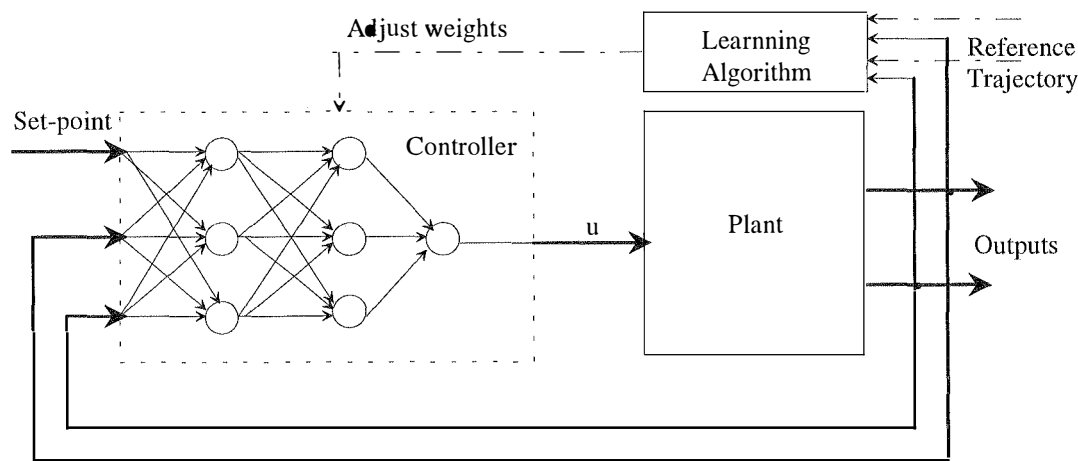 Adjust weights
Learnning
Algorithm
Reference
Trajectory
Set-point
Controller
Plant
u
Outputs